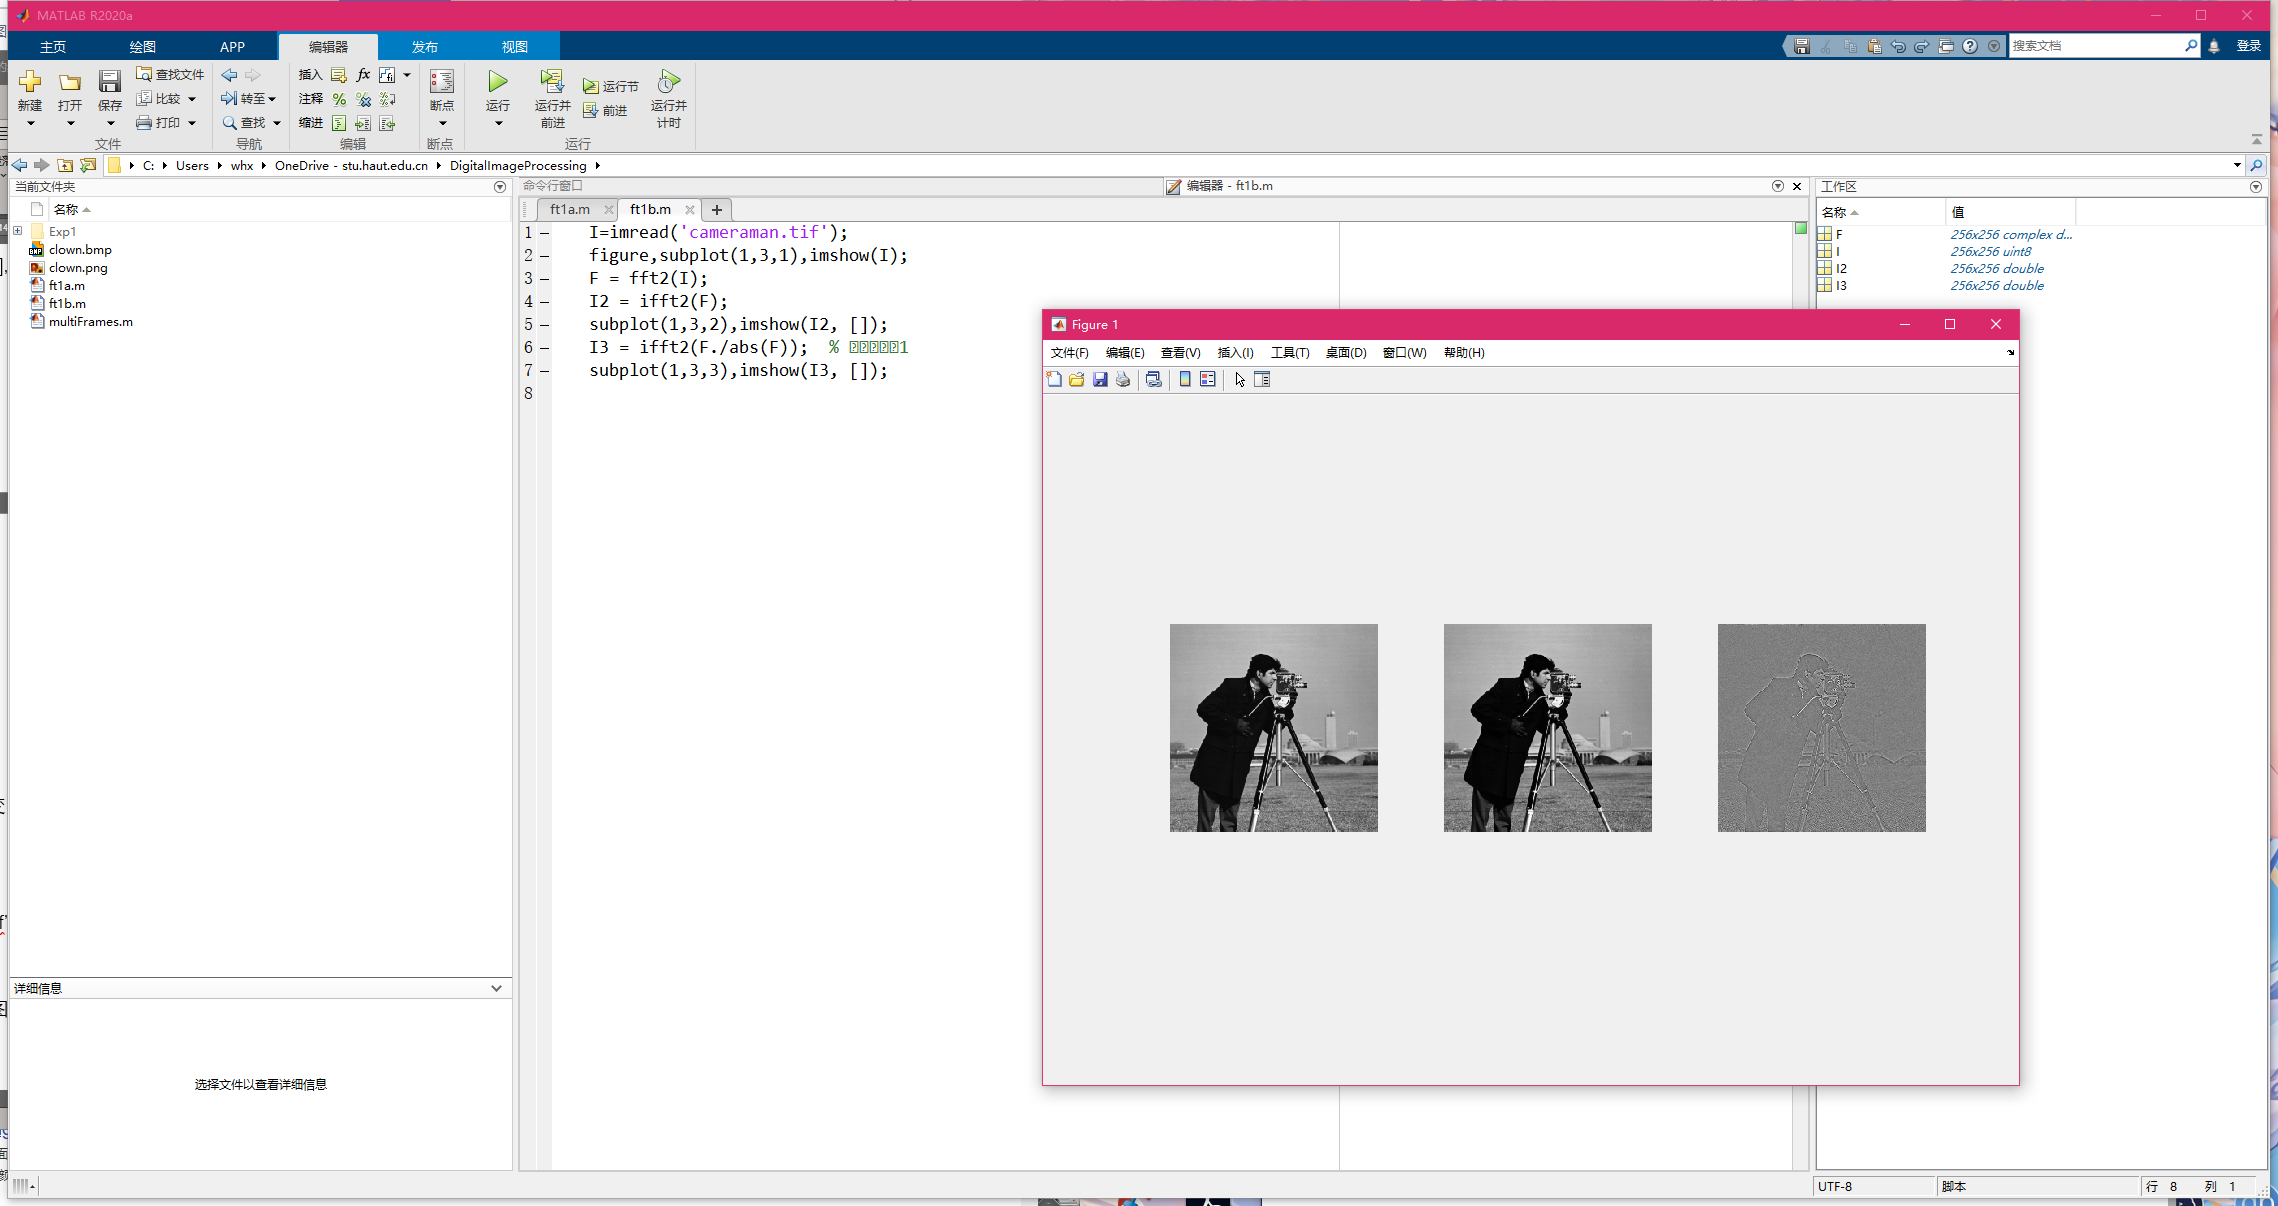 MATLAB R2020a
主页 绘图 APP 编辑器 发布 视图
搜索文档 登录
新建 打开 保存 查找文件 比较 打印
文件
转至 查找
导航
插入 fx
注释
缩进
编辑
断点
断点
运行 运行并前进 运行节 前进 运行并计时
运行
C: Users whx OneDrive - stu.haut.edu.cn DigitalImageProcessing
当前文件夹
名称
Exp1
clown.bmp
clown.png
ft1a.m
ft1b.m
multiFrames.m
详细信息
选择文件以查看详细信息
命令行窗口
编辑器 - ft1b.m
ft1a.m ft1b.m
1 I=imread('cameraman.tif');
2 figure,subplot(1,3,1),imshow(I);
3 F = fft2(I);
4 I2 = ifft2(F);
5 subplot(1,3,2),imshow(I2, []);
6 I3 = ifft2(F./abs(F)); % 1
7 subplot(1,3,3),imshow(I3, []);
8
工作区
名称 值
F 256x256 complex d...
I 256x256 uint8
I2 256x256 double
I3 256x256 double
Figure 1
文件(F) 编辑(E) 查看(V) 插入(I) 工具(T) 桌面(D) 窗口(W) 帮助(H)
UTF-8 脚本 行 8 列 1